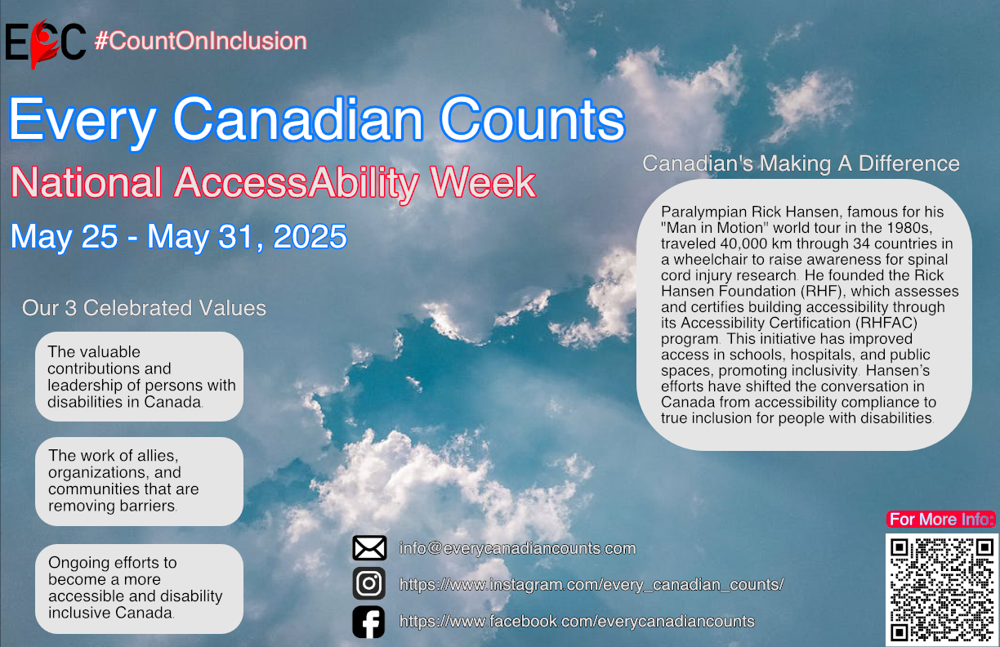 ECC #CountOnInclusion
Every Canadian Counts
National AccessAbility Week
May 25 - May 31, 2025
Our 3 Celebrated Values
The valuable
contributions and
leadership of persons with
disabilities in Canada.
The work of allies,
organizations, and
communities that are
removing barriers.
Ongoing efforts to
become a more
accessible and disability
inclusive Canada.
Canadian's Making A Difference
Paralympian Rick Hansen, famous for his
"Man in Motion" world tour in the 1980s,
traveled 40,000 km through 34 countries in
a wheelchair to raise awareness for spinal
cord injury research. He founded the Rick
Hansen Foundation (RHF), which assesses
and certifies building accessibility through
its Accessibility Certification (RHFAC)
program. This initiative has improved
access in schools, hospitals, and public
spaces, promoting inclusivity. Hansen's
efforts have shifted the conversation in
Canada from accessibility compliance to
true inclusion for people with disabilities.
info@everycanadiancounts.com
https://www.instagram.com/every_canadian_counts/
https://www.facebook.com/everycanadiancounts
For More Info: